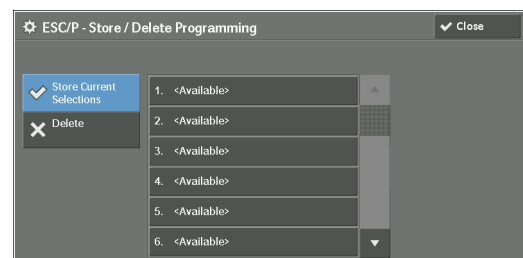 ESC/P - Store / Delete Programming
Close
Store Current
Selections
Delete
1. <Available>
2. <Available>
3. <Available>
4. <Available>
5. <Available>
6. <Available>